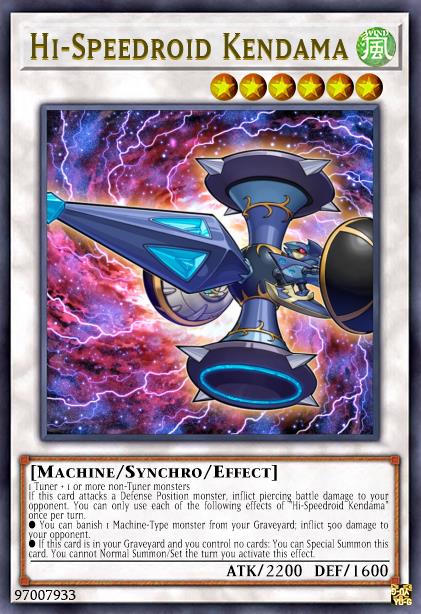 Hi-Speedroid Kendama
WIND
風
[Machine/Synchro/Effect]
1 Tuner + 1 or more non-Tuner monsters
If this card attacks a Defense Position monster, inflict piercing battle damage to your
opponent. You can only use each of the following effects of "Hi-Speedroid Kendama"
once per turn.
● You can banish 1 Machine-Type monster from your Graveyard; inflict 500 damage to
your opponent.
● If this card is in your Graveyard and you control no cards: You can Special Summon this
card. You cannot Normal Summon/Set the turn you activate this effect.
ATK/2200 DEF/1600
97007933